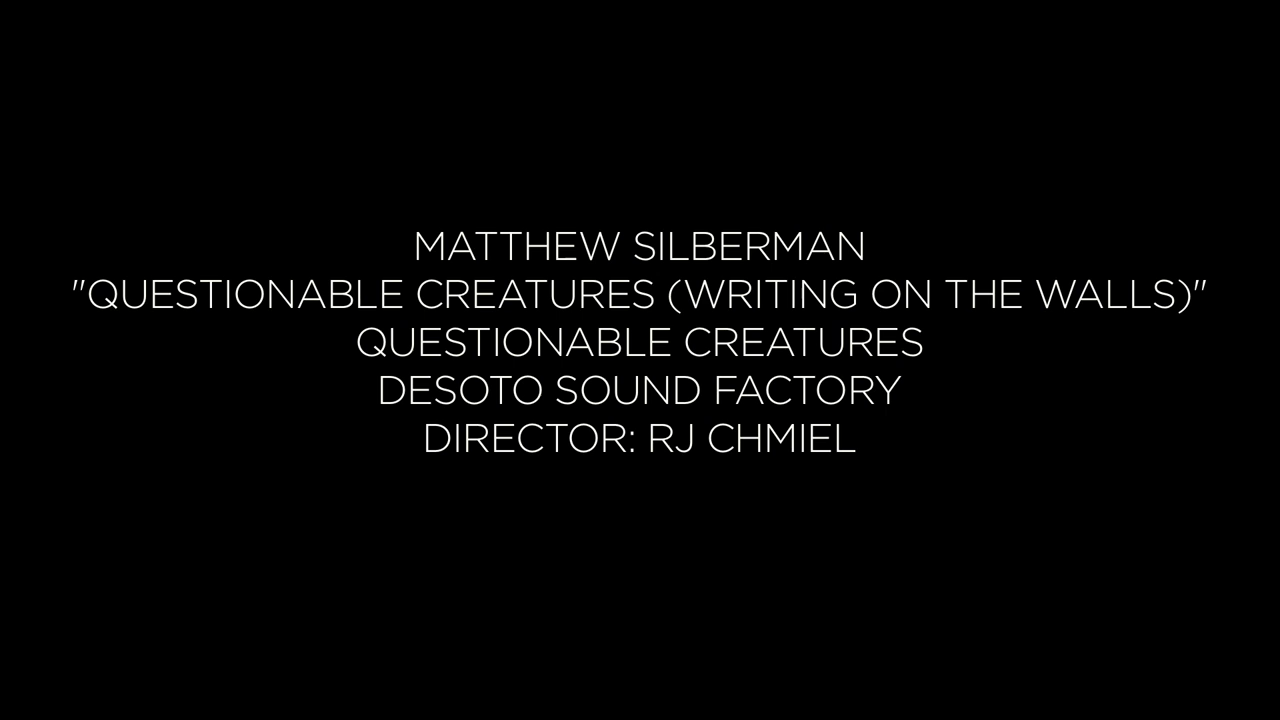 MATTHEW SILBERMAN
"QUESTIONABLE CREATURES (WRITING ON THE WALLS)"
QUESTIONABLE CREATURES
DESOTO SOUND FACTORY
DIRECTOR: RJ CHMIEL